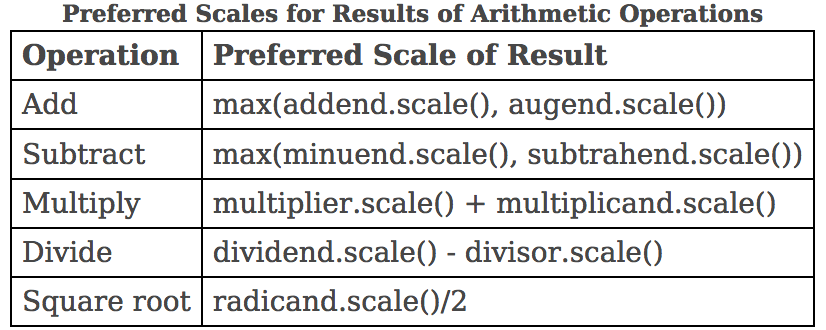 Preferred Scales for Results of Arithmetic Operations
Operation Preferred Scale of Result
Add max(addend.scale(), augend.scale())
Subtract max(minuend.scale(), subtrahend.scale())
Multiply multiplier.scale() + multiplicand.scale()
Divide dividend.scale() - divisor.scale()
Square root radicand.scale()/2